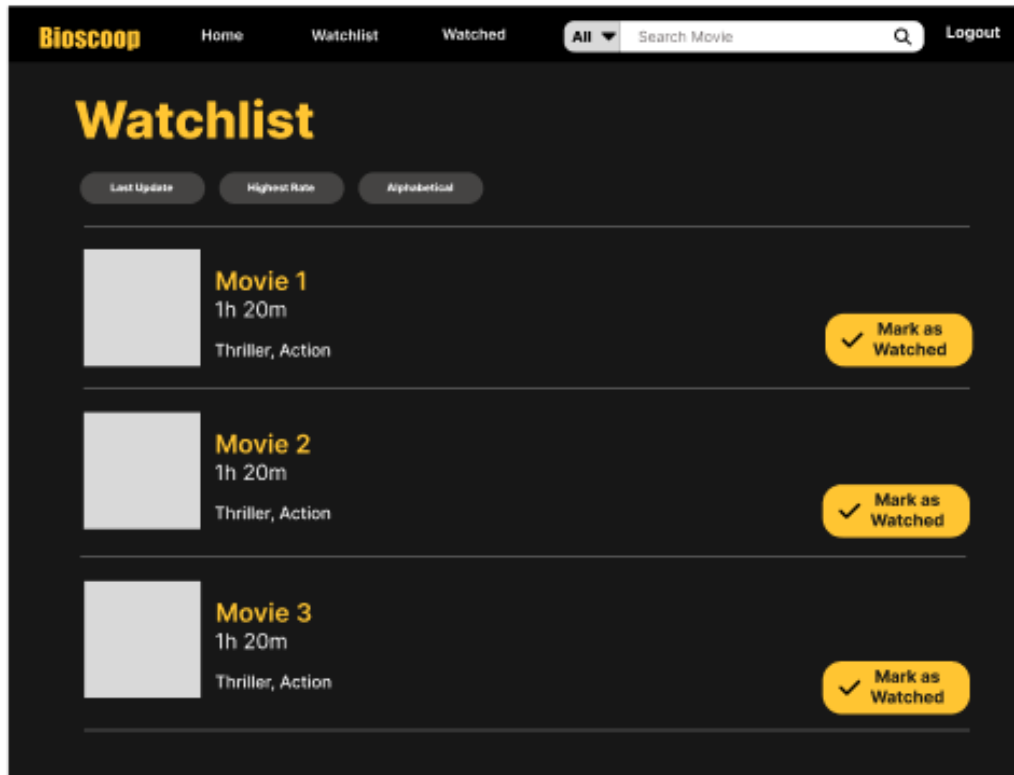 Bioscoop Home Watchlist Watched All Search Movie Logout
Watchlist
Last Update Highest Rate Alphabetical
Movie 1
1h 20m
Thriller, Action
Mark as
Watched
Movie 2
1h 20m
Thriller, Action
Mark as
Watched
Movie 3
1h 20m
Thriller, Action
Mark as
Watched